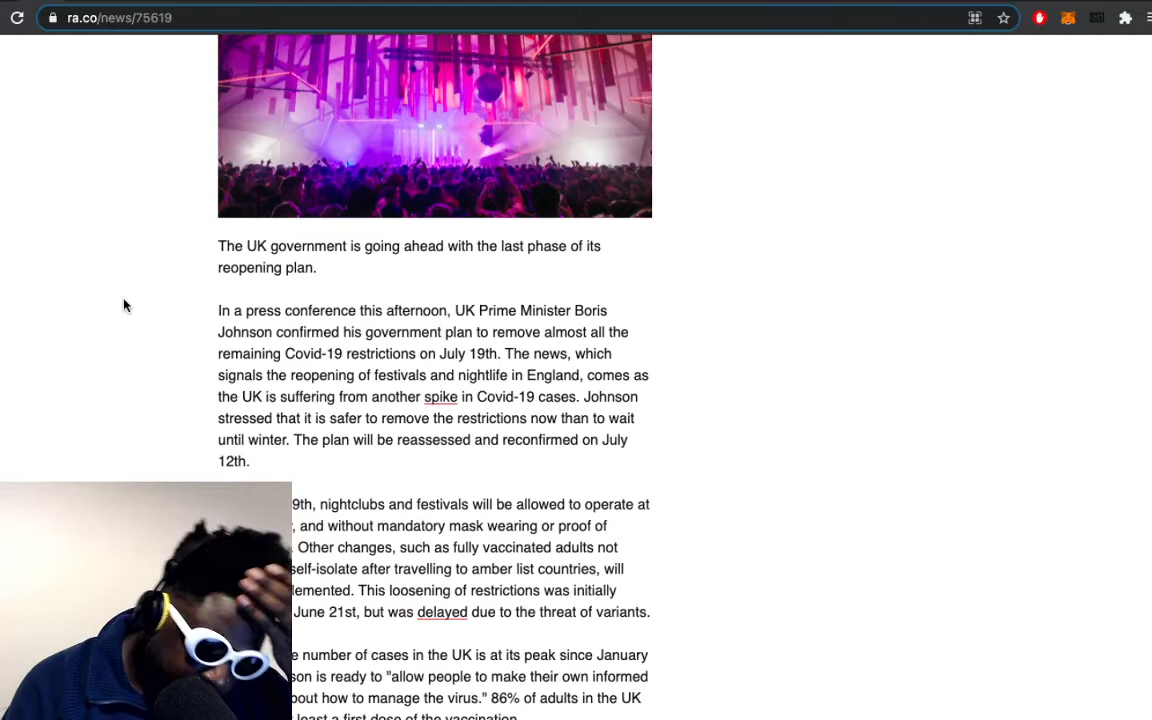 ra.co/news/75619
The UK government is going ahead with the last phase of its
reopening plan.
In a press conference this afternoon, UK Prime Minister Boris
Johnson confirmed his government plan to remove almost all the
remaining Covid-19 restrictions on July 19th. The news, which
signals the reopening of festivals and nightlife in England, comes as
the UK is suffering from another spike in Covid-19 cases. Johnson
stressed that it is safer to remove the restrictions now than to wait
until winter. The plan will be reassessed and reconfirmed on July
12th.
9th, nightclubs and festivals will be allowed to operate at
, and without mandatory mask wearing or proof of
. Other changes, such as fully vaccinated adults not
self-isolate after travelling to amber list countries, will
lemented. This loosening of restrictions was initially
June 21st, but was delayed due to the threat of variants.
e number of cases in the UK is at its peak since January
son is ready to "allow people to make their own informed
bout how to manage the virus." 86% of adults in the UK
least a first dose of the vaccination